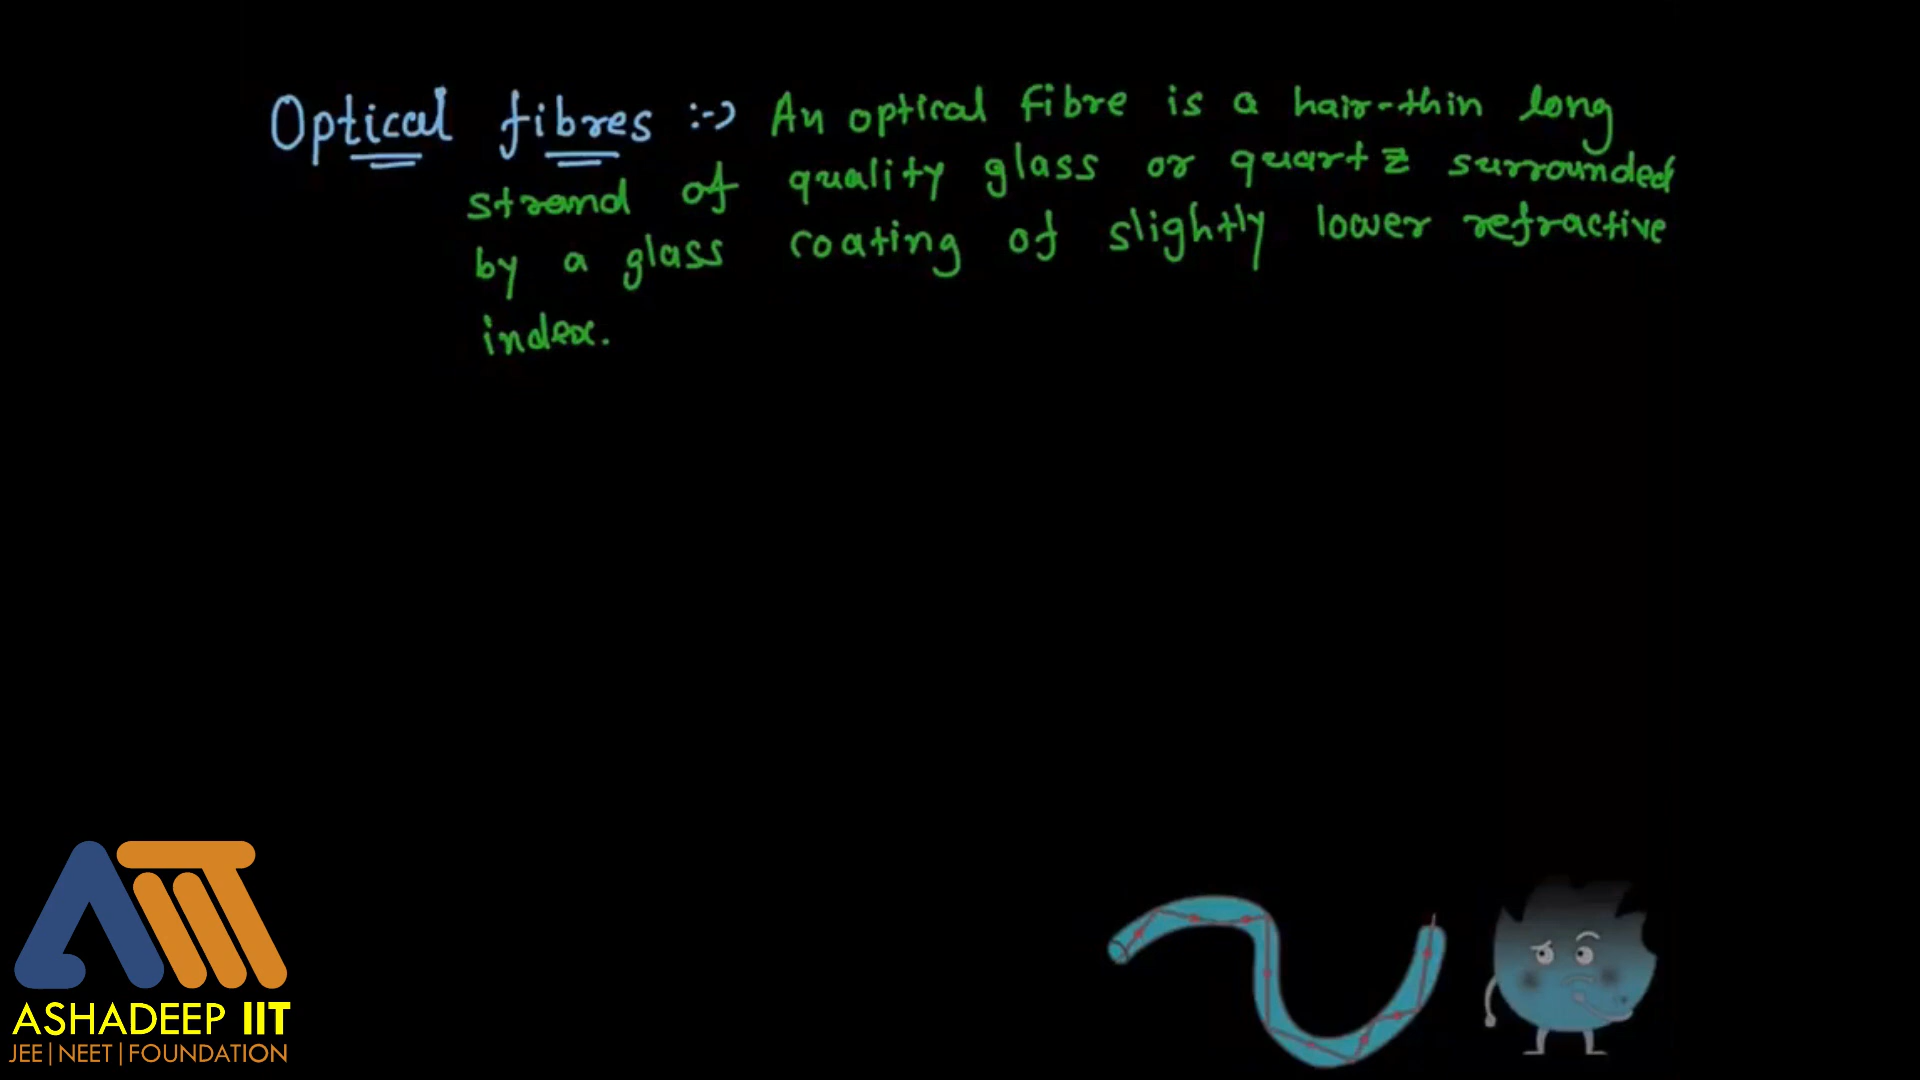 Optical fibres :-> An optical fibre is a hair-thin long
strand of quality glass or quartz surrounded
by a glass coating of slightly lower refractive
index.
ASHADEEP IIT
JEE|NEET|FOUNDATION